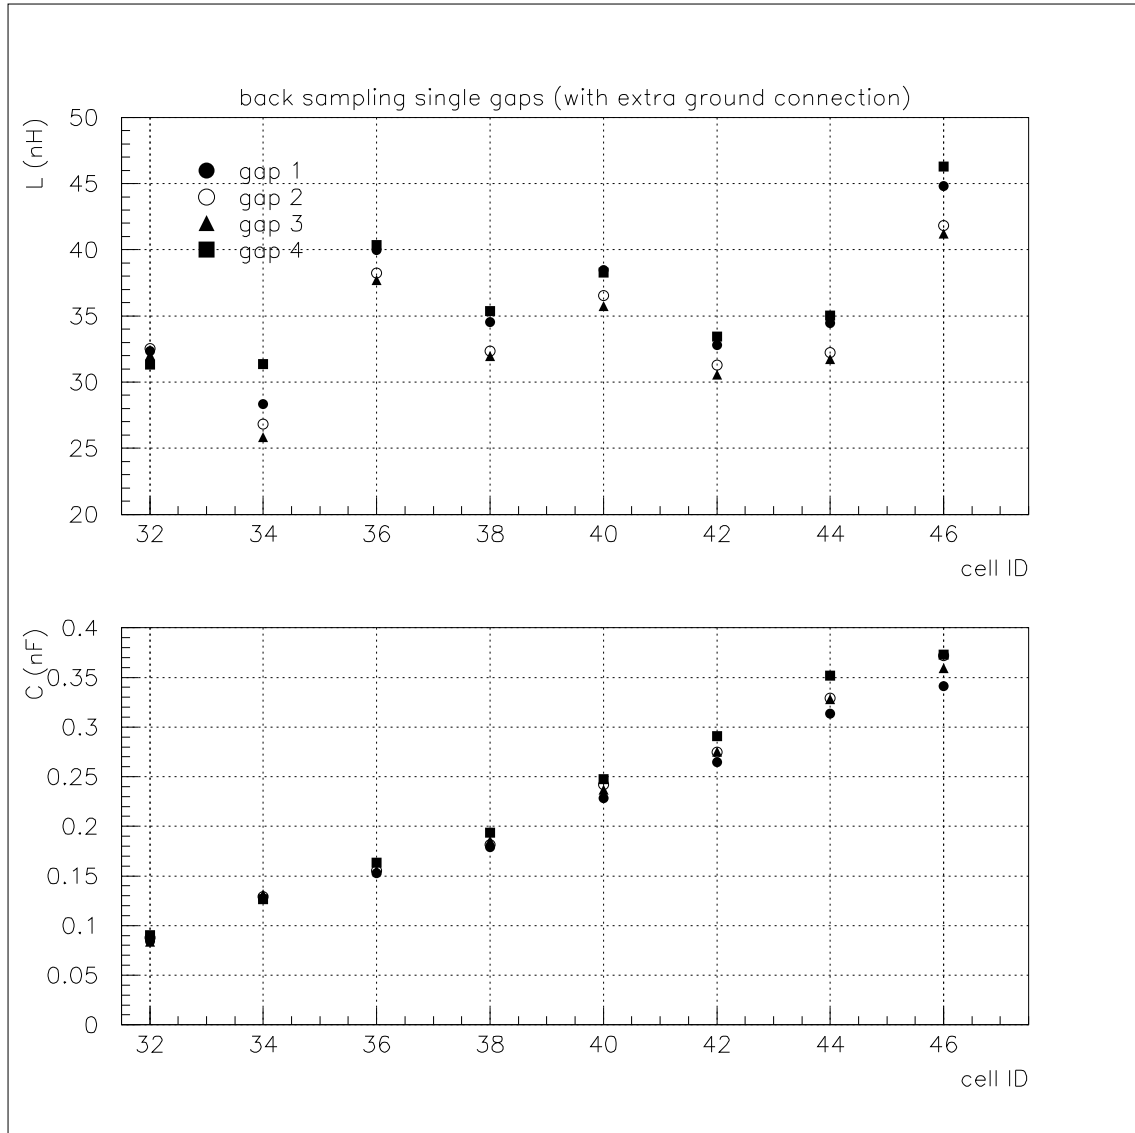 back sampling single gaps (with extra ground connection)
L (nH)
50
45
40
35
30
25
20
gap 1
gap 2
gap 3
gap 4
32 34 36 38 40 42 44 46
cell ID
C (nF)
0.4
0.35
0.3
0.25
0.2
0.15
0.1
0.05
0
32 34 36 38 40 42 44 46
cell ID